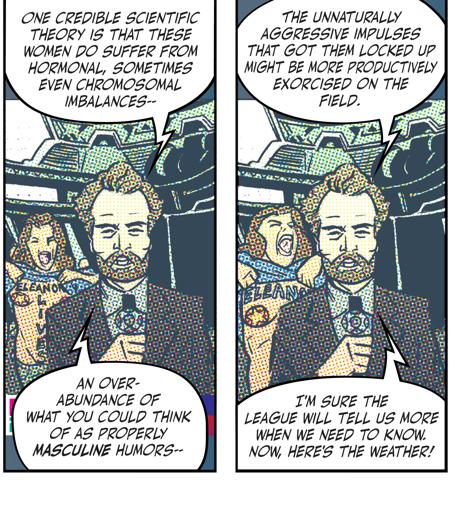 ONE CREDIBLE SCIENTIFIC
THEORY IS THAT THESE
WOMEN DO SUFFER FROM
HORMONAL, SOMETIMES
EVEN CHROMOSOMAL
IMBALANCES--
ELEANOR
LIVES
AN OVER-
ABUNDANCE OF
WHAT YOU COULD THINK
OF AS PROPERLY
MASCULINE HUMORS--
THE UNNATURALLY
AGGRESSIVE IMPULSES
THAT GOT THEM LOCKED UP
MIGHT BE MORE PRODUCTIVELY
EXORCISED ON THE
FIELD.
I'M SURE THE
LEAGUE WILL TELL US MORE
WHEN WE NEED TO KNOW.
NOW, HERE'S THE WEATHER!